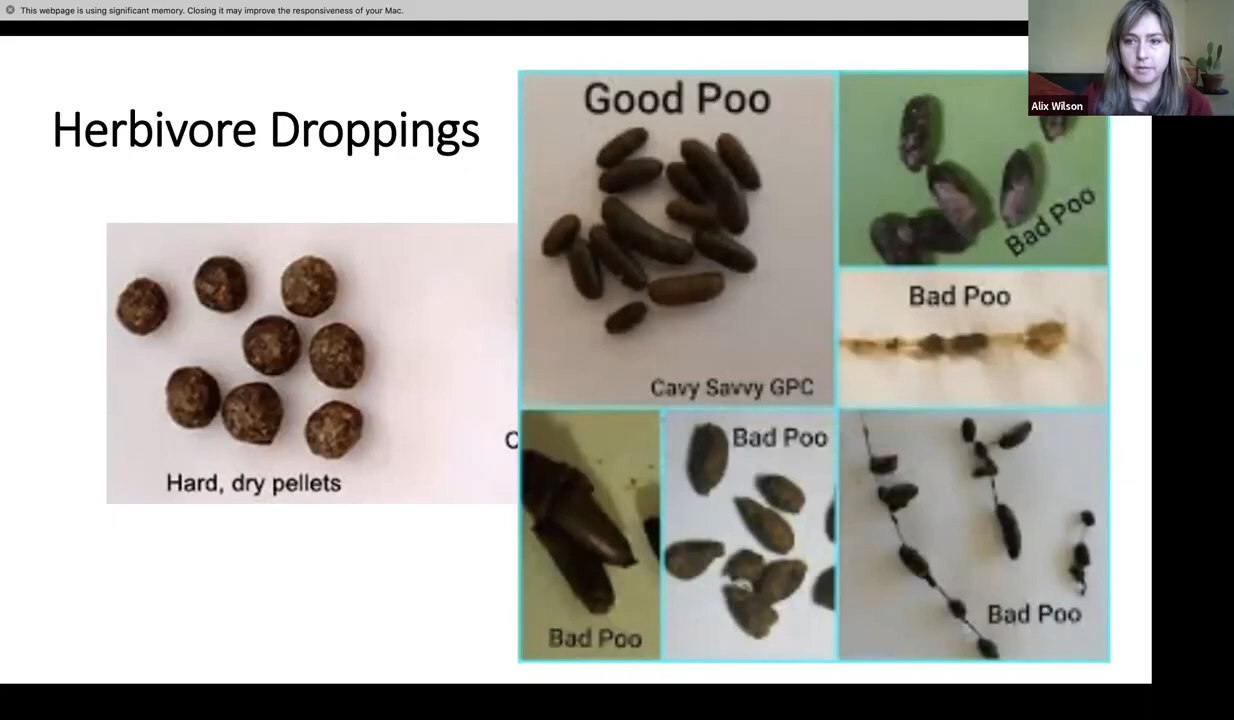 This webpage is using significant memory. Closing it may improve the responsiveness of your Mac.
Alix Wilson
Herbivore Droppings
Good Poo
Bad Poo
Bad Poo
Cavy Savvy GPC
Bad Poo
Hard, dry pellets
Bad Poo
Bad Poo